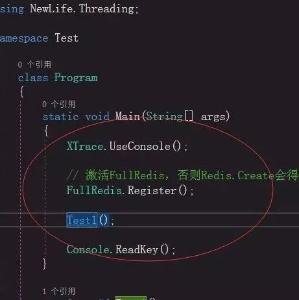 sing NewLife.Threading;
amespace Test
0 个引用
class Program
{
0 个引用
static void Main(String[] args)
{
XTrace.UseConsole();
// 激活FullRedis，否则Redis.Create会得
FullRedis.Register();
Test1();
Console.ReadKey();
}
1 个引用